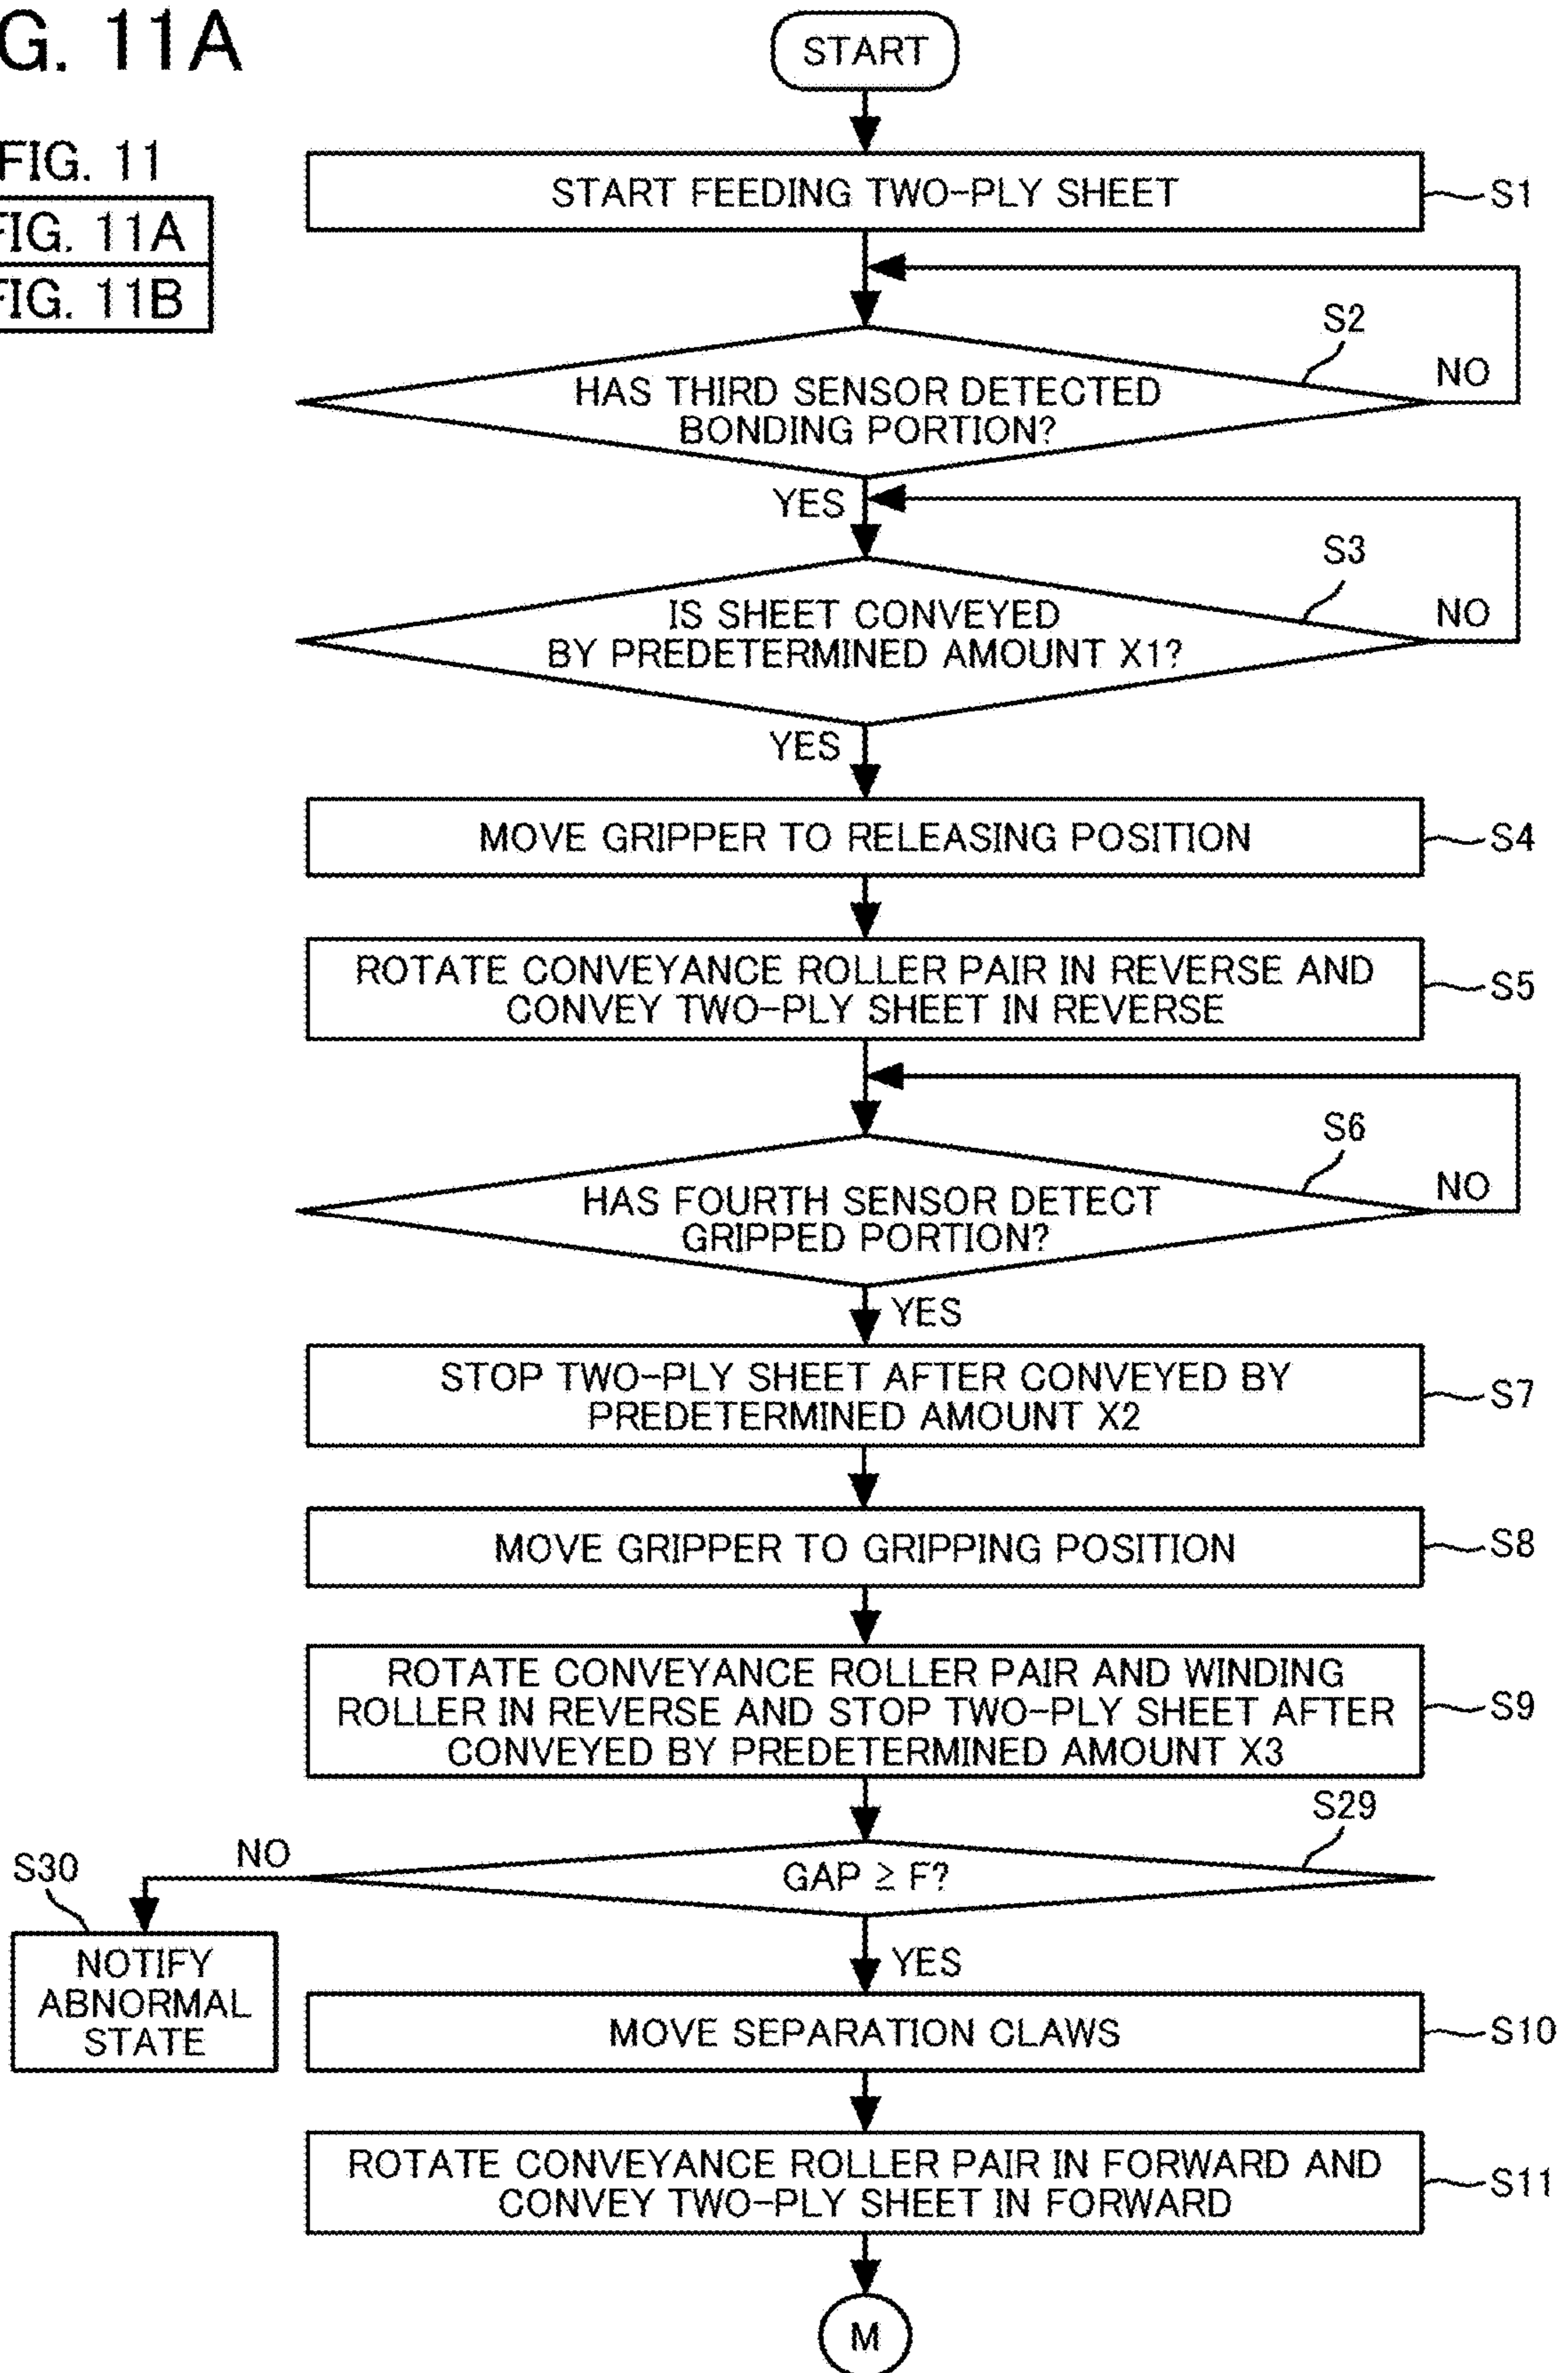 G. 11A
FIG. 11
FIG. 11A
FIG. 11B
START
START FEEDING TWO-PLY SHEET
S1
S2
HAS THIRD SENSOR DETECTED
BONDING PORTION?
NO
YES
S3
IS SHEET CONVEYED
BY PREDETERMINED AMOUNT X1?
NO
YES
MOVE GRIPPER TO RELEASING POSITION
S4
ROTATE CONVEYANCE ROLLER PAIR IN REVERSE AND
CONVEY TWO-PLY SHEET IN REVERSE
S5
S6
HAS FOURTH SENSOR DETECT
GRIPPED PORTION?
NO
YES
STOP TWO-PLY SHEET AFTER CONVEYED BY
PREDETERMINED AMOUNT X2
S7
MOVE GRIPPER TO GRIPPING POSITION
S8
ROTATE CONVEYANCE ROLLER PAIR AND WINDING
ROLLER IN REVERSE AND STOP TWO-PLY SHEET AFTER
CONVEYED BY PREDETERMINED AMOUNT X3
S9
S29
GAP ≥ F?
NO
S30
NOTIFY
ABNORMAL
STATE
YES
MOVE SEPARATION CLAWS
S10
ROTATE CONVEYANCE ROLLER PAIR IN FORWARD AND
CONVEY TWO-PLY SHEET IN FORWARD
S11
M